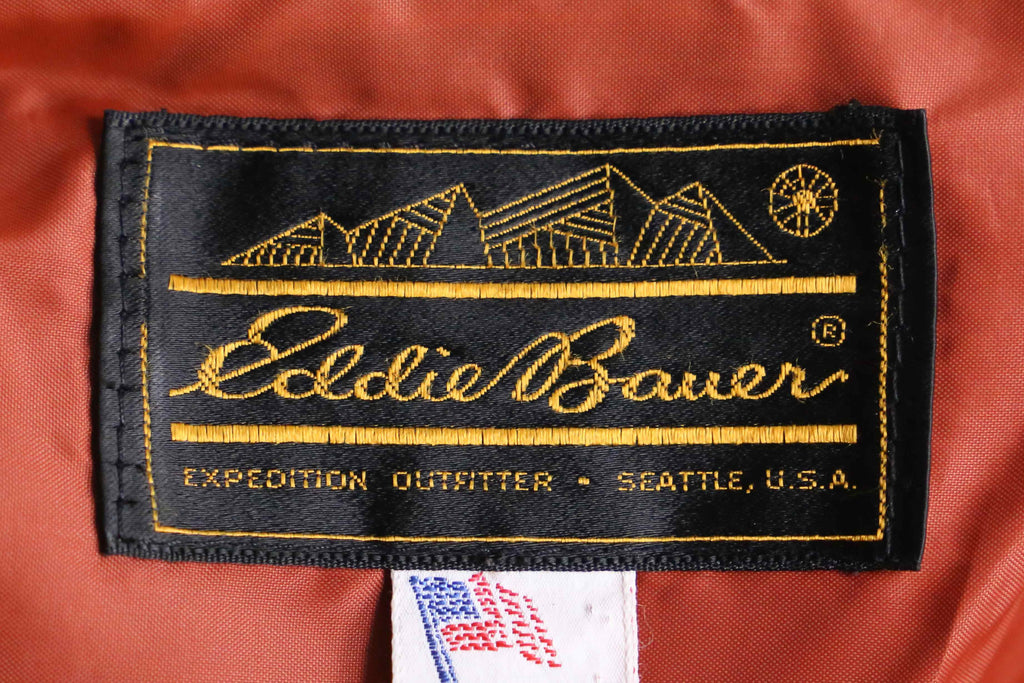 Eddie Bauer ®
EXPEDITION OUTFITTER • SEATTLE, U.S.A.